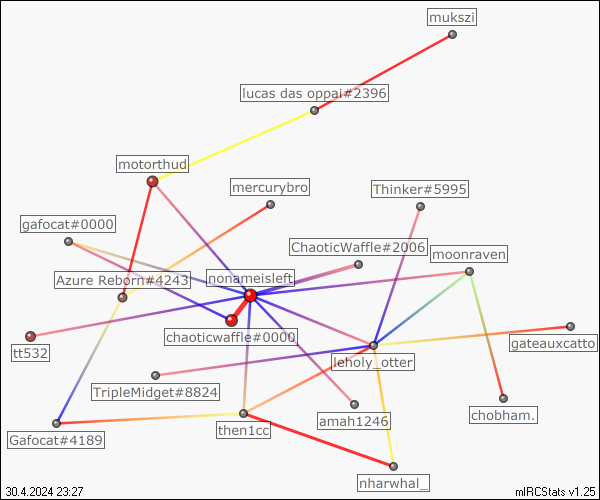 mukszi
lucas das oppai#2396
motorthud
mercurybro
Thinker#5995
gafocat#0000
ChaoticWaffle#2006
moonraven
Azure Reborn#4243
nonameisleft
chaoticwaffle#0000
gateauxcatto
tt532
leholy_otter
TripleMidget#8824
chobham.
amah1246
then1cc
Gafocat#4189
nharwhal_
30.4.2024 23:27
mIRCStats v1.25